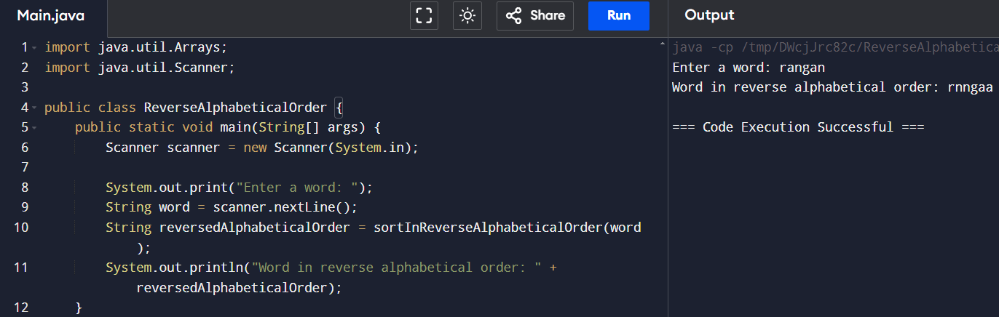 Main.java
Share
Run
Output
1 import java.util.Arrays;
2 import java.util.Scanner;
3
4 public class ReverseAlphabeticalOrder {
5 public static void main(String[] args) {
6 Scanner scanner = new Scanner(System.in);
7
8 System.out.print("Enter a word: ");
9 String word = scanner.nextLine();
10 String reversedAlphabeticalOrder = sortInReverseAlphabeticalOrder(word
);
11 System.out.println("Word in reverse alphabetical order: " +
reversedAlphabeticalOrder);
12 }
java -cp /tmp/DWcjJrc82c/ReverseAlphabetica
Enter a word: rangan
Word in reverse alphabetical order: rnngaa
=== Code Execution Successful ===